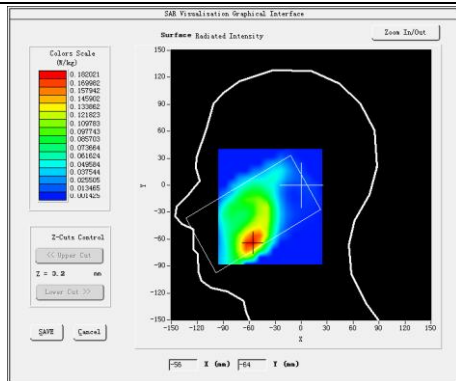 SAR Visualisation Graphical Interface
Surface Radiated Intensity
Zoom In/Out
Colors Scale
(W/kg)
0.182021
0.169982
0.157942
0.145902
0.133862
0.121823
0.109783
0.097743
0.085703
0.073664
0.061624
0.049584
0.037544
0.025505
0.013465
0.001425
150
120
90
60
30
0
-30
-60
-90
-120
-150
Y
-150 -120 -90 -60 -30 0 30 60 90 120 150
X
Z-Cuts Control
<< Upper Cut
Z = 3.2 mm
Lower Cut >>
SAVE Cancel
-56 X (mm) -64 Y (mm)